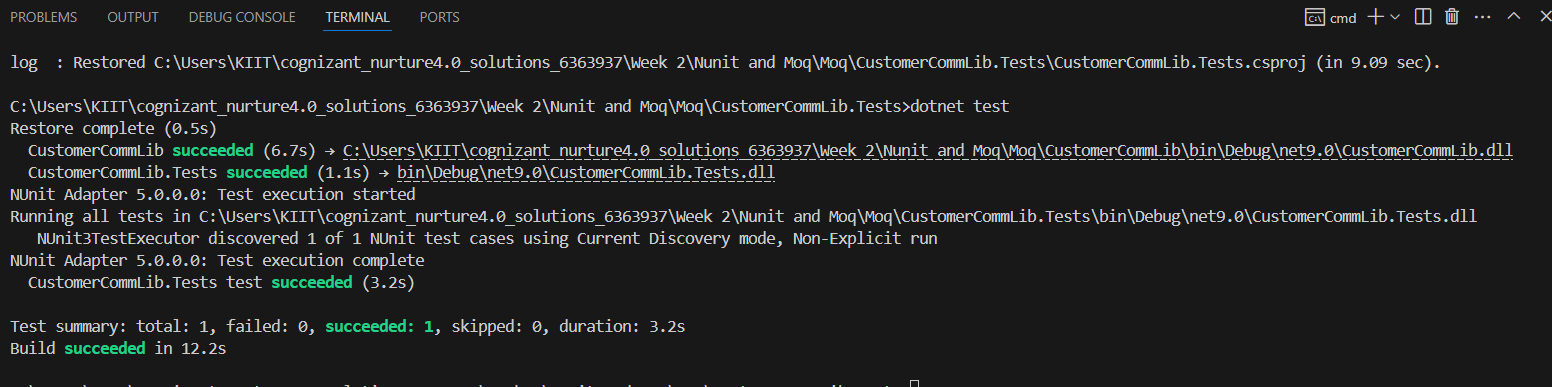 PROBLEMS OUTPUT DEBUG CONSOLE TERMINAL PORTS cmd
log  : Restored C:\Users\KIIT\cognizant_nurture4.0_solutions_6363937\Week 2\Nunit and Moq\Moq\CustomerCommLib.Tests\CustomerCommLib.Tests.csproj (in 9.09 sec).
C:\Users\KIIT\cognizant_nurture4.0_solutions_6363937\Week 2\Nunit and Moq\Moq\CustomerCommLib.Tests>dotnet test
Restore complete (0.5s)
  CustomerCommLib succeeded (6.7s) → C:\Users\KIIT\cognizant_nurture4.0_solutions_6363937\Week 2\Nunit and Moq\Moq\CustomerCommLib\bin\Debug\net9.0\CustomerCommLib.dll
  CustomerCommLib.Tests succeeded (1.1s) → bin\Debug\net9.0\CustomerCommLib.Tests.dll
NUnit Adapter 5.0.0.0: Test execution started
Running all tests in C:\Users\KIIT\cognizant_nurture4.0_solutions_6363937\Week 2\Nunit and Moq\Moq\CustomerCommLib.Tests\bin\Debug\net9.0\CustomerCommLib.Tests.dll
   NUnit3TestExecutor discovered 1 of 1 NUnit test cases using Current Discovery mode, Non-Explicit run
NUnit Adapter 5.0.0.0: Test execution complete
  CustomerCommLib.Tests test succeeded (3.2s)
Test summary: total: 1, failed: 0, succeeded: 1, skipped: 0, duration: 3.2s
Build succeeded in 12.2s